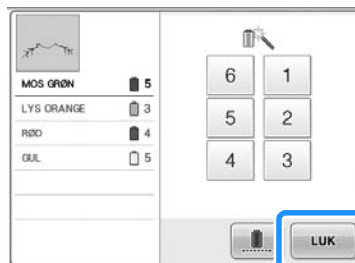 MOS GRØN 5
LYS ORANGE 3
RØD 4
GUL 5
6 1
5 2
4 3
LUK